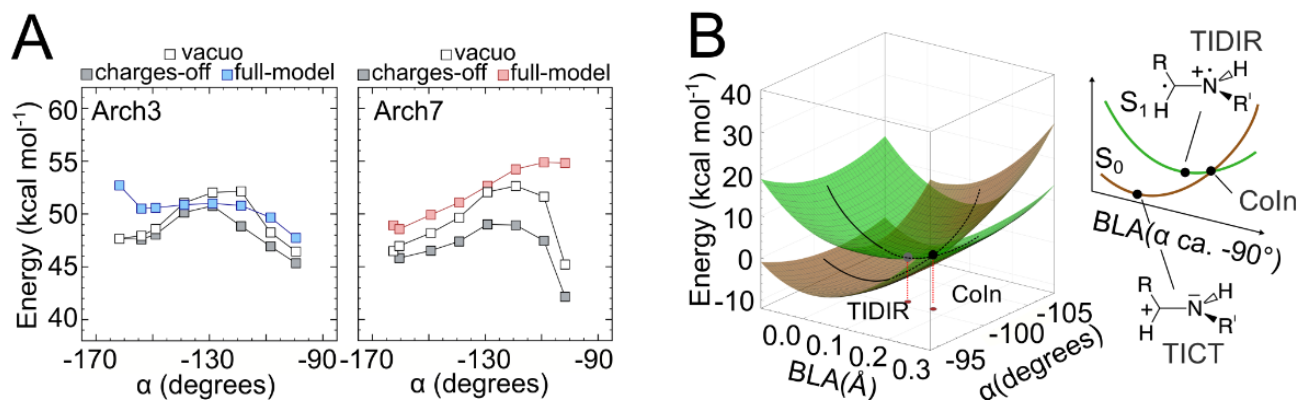 A
vacuo
charges-off full-model
vacuo
charges-off full-model
Energy (kcal mol⁻¹)
60
55
50
45
40
Arch3
Arch7
-170 -130 -90
-170 -130 -90
α (degrees)
α (degrees)
B
Energy (kcal mol⁻¹)
40
30
20
10
0
-10
TIDIR
CoIn
0.0 0.1 0.2 0.3
BLA(Å)
-95 -100 -105
α(degrees)
TIDIR
R H + N H R'
S₁
S₀
CoIn
BLA(α ca. -90°)
R + H N − H R'
TICT